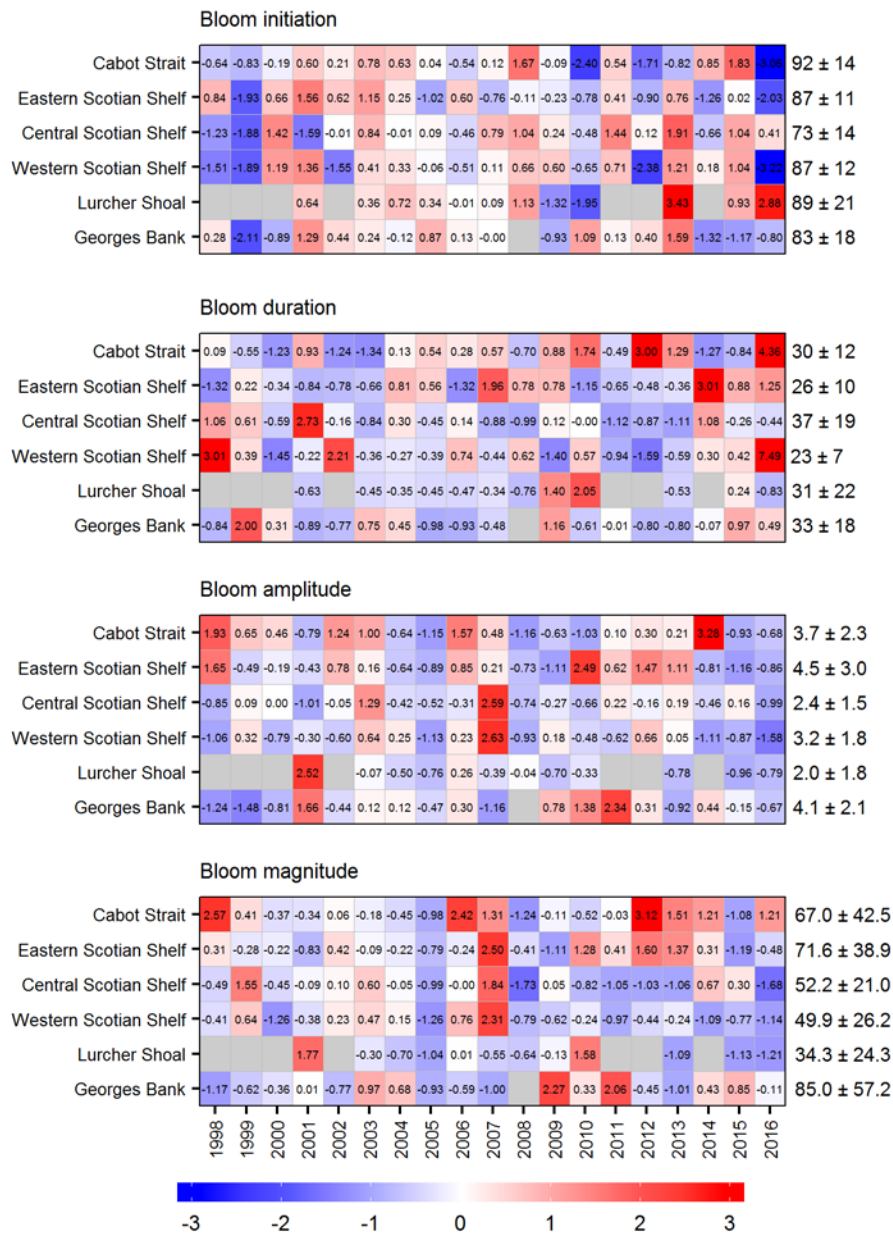 Bloom initiation
Cabot Strait -0.64 -0.83 -0.19 0.60 0.21 0.78 0.63 0.04 -0.54 0.12 1.67 -0.09 -2.40 0.54 -1.71 -0.82 0.85 1.83 -3.06 92 ± 14
Eastern Scotian Shelf 0.84 -1.93 0.66 1.56 0.62 1.15 0.25 -1.02 0.60 -0.76 -0.11 -0.23 -0.78 0.41 -0.90 0.76 -1.26 0.02 -2.03 87 ± 11
Central Scotian Shelf -1.23 -1.88 1.42 -1.59 -0.01 0.84 -0.01 0.09 -0.46 0.79 1.04 0.24 -0.48 1.44 0.12 1.91 -0.66 1.04 0.41 73 ± 14
Western Scotian Shelf -1.51 -1.89 1.19 1.36 -1.55 0.41 0.33 -0.06 -0.51 0.11 0.66 0.60 -0.65 0.71 -2.38 1.21 0.18 1.04 -3.22 87 ± 12
Lurcher Shoal 0.64 0.36 0.72 0.34 -0.01 0.09 1.13 -1.32 -1.95 3.43 0.93 2.88 89 ± 21
Georges Bank 0.28 -2.11 -0.89 1.29 0.44 0.24 -0.12 0.87 0.13 -0.00 -0.93 1.09 0.13 0.40 1.59 -1.32 -1.17 -0.80 83 ± 18
Bloom duration
Cabot Strait 0.09 -0.55 -1.23 0.93 -1.24 -1.34 0.13 0.54 0.28 0.57 -0.70 0.88 1.74 -0.49 3.00 1.29 -1.27 -0.84 4.36 30 ± 12
Eastern Scotian Shelf -1.32 0.22 -0.34 -0.84 -0.78 -0.66 0.81 0.56 -1.32 1.96 0.78 0.78 -1.15 -0.65 -0.48 -0.36 3.01 0.88 1.25 26 ± 10
Central Scotian Shelf 1.06 0.61 -0.59 2.73 -0.16 -0.84 0.30 -0.45 0.14 -0.88 -0.99 0.12 -0.00 -1.12 -0.87 -1.11 1.08 -0.26 -0.44 37 ± 19
Western Scotian Shelf 3.01 0.39 -1.45 -0.22 2.21 -0.36 -0.27 -0.39 0.74 -0.44 0.62 -1.40 0.57 -0.94 -1.59 -0.59 0.30 0.42 7.49 23 ± 7
Lurcher Shoal -0.63 -0.45 -0.35 -0.45 -0.47 -0.34 -0.76 1.40 2.05 -0.53 0.24 -0.83 31 ± 22
Georges Bank -0.84 2.00 0.31 -0.89 -0.77 0.75 0.45 -0.98 -0.93 -0.48 1.16 -0.61 -0.01 -0.80 -0.80 -0.07 0.97 0.49 33 ± 18
Bloom amplitude
Cabot Strait 1.93 0.65 0.46 -0.79 1.24 1.00 -0.64 -1.15 1.57 0.48 -1.16 -0.63 -1.03 0.10 0.30 0.21 3.28 -0.93 -0.68 3.7 ± 2.3
Eastern Scotian Shelf 1.65 -0.49 -0.19 -0.43 0.78 0.16 -0.64 -0.89 0.85 0.21 -0.73 -1.11 2.49 0.62 1.47 1.11 -0.81 -1.16 -0.86 4.5 ± 3.0
Central Scotian Shelf -0.85 0.09 0.00 -1.01 -0.05 1.29 -0.42 -0.52 -0.31 2.59 -0.74 -0.27 -0.66 0.22 -0.16 0.19 -0.46 0.16 -0.99 2.4 ± 1.5
Western Scotian Shelf -1.06 0.32 -0.79 -0.30 -0.60 0.64 0.25 -1.13 0.23 2.63 -0.93 0.18 -0.48 -0.62 0.66 0.05 -1.11 -0.87 -1.58 3.2 ± 1.8
Lurcher Shoal 2.52 -0.07 -0.50 -0.76 0.26 -0.39 -0.04 -0.70 -0.33 -0.78 -0.96 -0.79 2.0 ± 1.8
Georges Bank -1.24 -1.48 -0.81 1.66 -0.44 0.12 0.12 -0.47 0.30 -1.16 0.78 1.38 2.34 0.31 -0.92 0.44 -0.15 -0.67 4.1 ± 2.1
Bloom magnitude
Cabot Strait 2.57 0.41 -0.37 -0.34 0.06 -0.18 -0.45 -0.98 2.42 1.31 -1.24 -0.11 -0.52 -0.03 3.12 1.51 1.21 -1.08 1.21 67.0 ± 42.5
Eastern Scotian Shelf 0.31 -0.28 -0.22 -0.83 0.42 -0.09 -0.22 -0.79 -0.24 2.50 -0.41 -1.11 1.28 0.41 1.60 1.37 0.31 -1.19 -0.48 71.6 ± 38.9
Central Scotian Shelf -0.49 1.55 -0.45 -0.09 0.10 0.60 -0.05 -0.99 -0.00 1.84 -1.73 0.05 -0.82 -1.05 -1.03 -1.06 0.67 0.30 -1.68 52.2 ± 21.0
Western Scotian Shelf -0.41 0.64 -1.26 -0.38 0.23 0.47 0.15 -1.26 0.76 2.31 -0.79 -0.62 -0.24 -0.97 -0.44 -0.24 -1.09 -0.77 -1.14 49.9 ± 26.2
Lurcher Shoal 1.77 -0.30 -0.70 -1.04 0.01 -0.55 -0.64 -0.13 1.58 -1.09 -1.13 -1.21 34.3 ± 24.3
Georges Bank -1.17 -0.62 -0.36 0.01 -0.77 0.97 0.68 -0.93 -0.59 -1.00 2.27 0.33 2.06 -0.45 -1.01 0.43 0.85 -0.11 85.0 ± 57.2
1998 1999 2000 2001 2002 2003 2004 2005 2006 2007 2008 2009 2010 2011 2012 2013 2014 2015 2016
-3 -2 -1 0 1 2 3